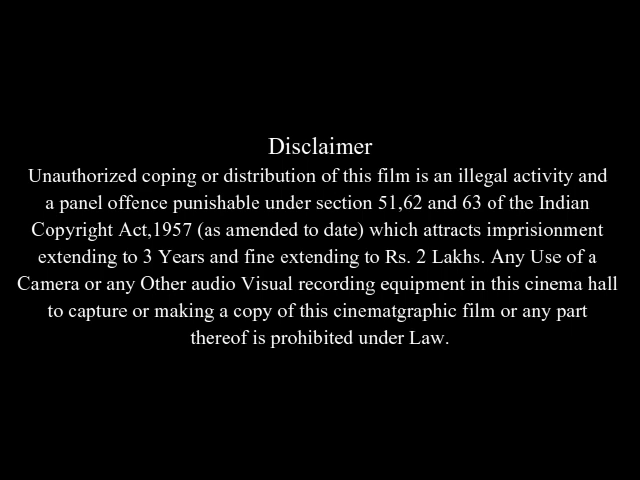 Disclaimer
Unauthorized coping or distribution of this film is an illegal activity and
a panel offence punishable under section 51,62 and 63 of the Indian
Copyright Act,1957 (as amended to date) which attracts imprisionment
extending to 3 Years and fine extending to Rs. 2 Lakhs. Any Use of a
Camera or any Other audio Visual recording equipment in this cinema hall
to capture or making a copy of this cinematgraphic film or any part
thereof is prohibited under Law.